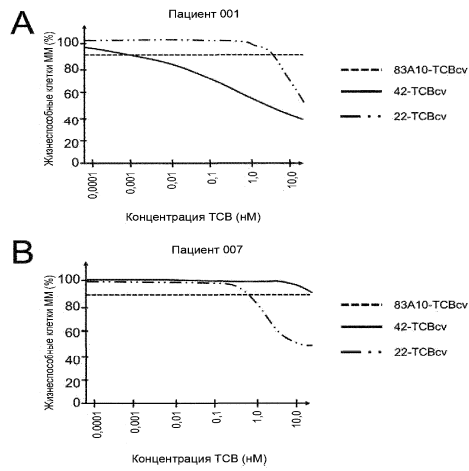 A
Пациент 001
Жизнеспособные клетки ММ (%)
100
80
60
40
20
0
0,0001
0,001
0,01
0,1
1,0
10,0
Концентрация ТСВ (нМ)
83A10-TCBcv
42-TCBcv
22-TCBcv
B
Пациент 007
Жизнеспособные клетки ММ (%)
100
80
60
40
20
0
0,0001
0,001
0,01
0,1
1,0
10,0
Концентрация ТСВ (нМ)
83A10-TCBcv
42-TCBcv
22-TCBcv